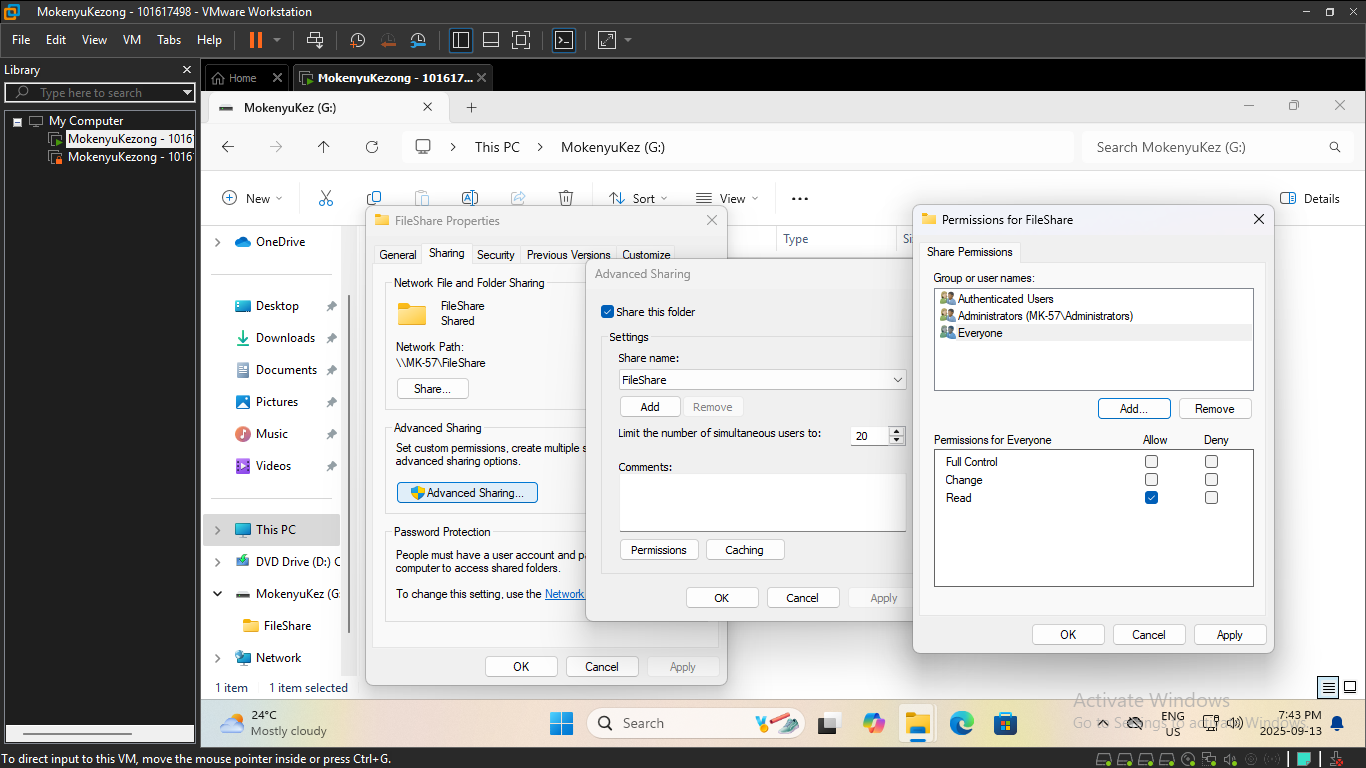 MokenyuKezong - 101617498 - VMware Workstation
File Edit View VM Tabs Help
Library
Type here to search
My Computer
MokenyuKezong - 1016
MokenyuKezong - 1016
Home
MokenyuKezong - 101617...
MokenyuKez (G:)
This PC
MokenyuKez (G:)
Search MokenyuKez (G:)
New
Sort
View
Details
OneDrive
Desktop
Downloads
Documents
Pictures
Music
Videos
This PC
DVD Drive (D:) C
MokenyuKez (G:
FileShare
Network
1 item
1 item selected
Type
Si
FileShare Properties
General Sharing Security Previous Versions Customize
Network File and Folder Sharing
FileShare
Shared
Network Path:
\\MK-57\FileShare
Share...
Advanced Sharing
Set custom permissions, create multiple s
advanced sharing options.
Advanced Sharing...
Password Protection
People must have a user account and pa
computer to access shared folders.
To change this setting, use the Network
OK Cancel Apply
Advanced Sharing
Share this folder
Settings
Share name:
FileShare
Add Remove
Limit the number of simultaneous users to: 20
Comments:
Permissions Caching
OK Cancel Apply
Permissions for FileShare
Share Permissions
Group or user names:
Authenticated Users
Administrators (MK-57\Administrators)
Everyone
Add... Remove
Permissions for Everyone Allow Deny
Full Control
Change
Read
OK Cancel Apply
Activate Windows
Go to Settings to activate Windows.
24°C
Mostly cloudy
Search
ENG
US
7:43 PM
2025-09-13
To direct input to this VM, move the mouse pointer inside or press Ctrl+G.